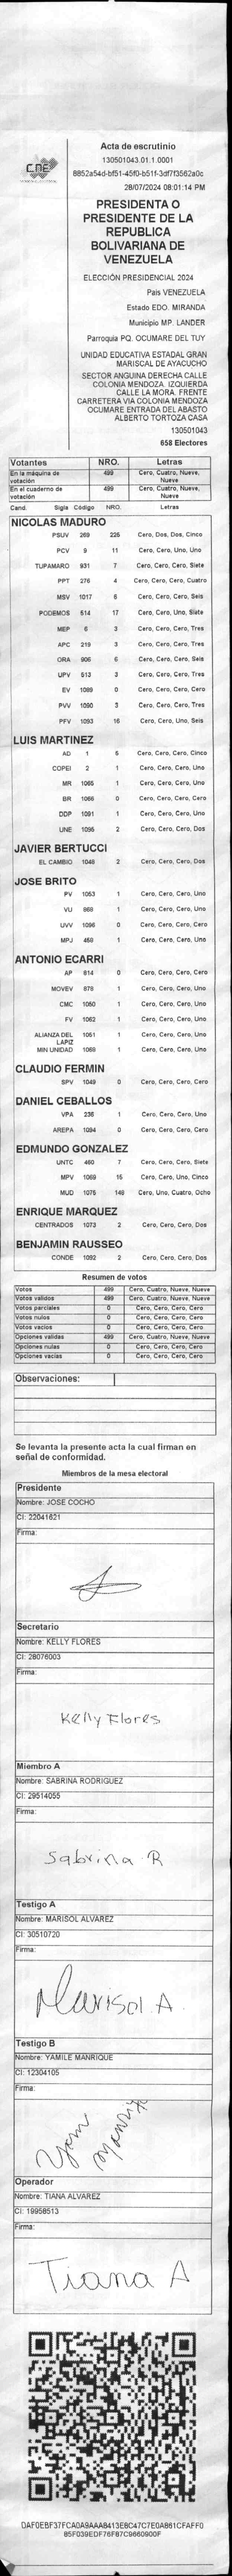 CNE
Acta de escrutinio
130501043.01.1.0001
8852a54d-bf51-45f0-b51f-3df7f3562a0c
28/07/2024 08:01:14 PM
PRESIDENTA O
PRESIDENTE DE LA
REPUBLICA
BOLIVARIANA DE
VENEZUELA
ELECCIÓN PRESIDENCIAL 2024
País VENEZUELA
Estado EDO. MIRANDA
Municipio MP. LANDER
Parroquia PQ. OCUMARE DEL TUY
UNIDAD EDUCATIVA ESTADAL GRAN
MARISCAL DE AYACUCHO
SECTOR ANGUINA DERECHA CALLE
COLONIA MENDOZA. IZQUIERDA
CALLE LA MORA. FRENTE
CARRETERA VIA COLONIA MENDOZA
OCUMARE ENTRADA DEL ABASTO
ALBERTO TORTOZA CASA
130501043
658 Electores
Votantes NRO. Letras
En la máquina de votación 499 Cero, Cuatro, Nueve, Nueve
En el cuaderno de votación 499 Cero, Cuatro, Nueve, Nueve
Cand. Sigla Código NRO. Letras
NICOLAS MADURO
PSUV 269 225 Cero, Dos, Dos, Cinco
PCV 9 11 Cero, Cero, Uno, Uno
TUPAMARO 931 7 Cero, Cero, Cero, Siete
PPT 276 4 Cero, Cero, Cero, Cuatro
MSV 1017 6 Cero, Cero, Cero, Seis
PODEMOS 514 17 Cero, Cero, Uno, Siete
MEP 6 3 Cero, Cero, Cero, Tres
APC 219 3 Cero, Cero, Cero, Tres
ORA 906 6 Cero, Cero, Cero, Seis
UPV 513 3 Cero, Cero, Cero, Tres
EV 1089 0 Cero, Cero, Cero, Cero
PVV 1090 3 Cero, Cero, Cero, Tres
PFV 1093 16 Cero, Cero, Uno, Seis
LUIS MARTINEZ
AD 1 5 Cero, Cero, Cero, Cinco
COPEI 2 1 Cero, Cero, Cero, Uno
MR 1065 1 Cero, Cero, Cero, Uno
BR 1066 0 Cero, Cero, Cero, Cero
DDP 1091 1 Cero, Cero, Cero, Uno
UNE 1095 2 Cero, Cero, Cero, Dos
JAVIER BERTUCCI
EL CAMBIO 1048 2 Cero, Cero, Cero, Dos
JOSE BRITO
PV 1053 1 Cero, Cero, Cero, Uno
VU 868 1 Cero, Cero, Cero, Uno
UVV 1096 0 Cero, Cero, Cero, Cero
MPJ 458 1 Cero, Cero, Cero, Uno
ANTONIO ECARRI
AP 814 0 Cero, Cero, Cero, Cero
MOVEV 878 1 Cero, Cero, Cero, Uno
CMC 1050 1 Cero, Cero, Cero, Uno
FV 1062 1 Cero, Cero, Cero, Uno
ALIANZA DEL LAPIZ 1051 1 Cero, Cero, Cero, Uno
MIN UNIDAD 1068 1 Cero, Cero, Cero, Uno
CLAUDIO FERMIN
SPV 1049 0 Cero, Cero, Cero, Cero
DANIEL CEBALLOS
VPA 236 1 Cero, Cero, Cero, Uno
AREPA 1094 0 Cero, Cero, Cero, Cero
EDMUNDO GONZALEZ
UNTC 460 7 Cero, Cero, Cero, Siete
MPV 1069 15 Cero, Cero, Uno, Cinco
MUD 1075 148 Cero, Uno, Cuatro, Ocho
ENRIQUE MARQUEZ
CENTRADOS 1073 2 Cero, Cero, Cero, Dos
BENJAMIN RAUSSEO
CONDE 1092 2 Cero, Cero, Cero, Dos
Resumen de votos
Votos 499 Cero, Cuatro, Nueve, Nueve
Votos validos 499 Cero, Cuatro, Nueve, Nueve
Votos parciales 0 Cero, Cero, Cero, Cero
Votos nulos 0 Cero, Cero, Cero, Cero
Votos vacios 0 Cero, Cero, Cero, Cero
Opciones validas 499 Cero, Cuatro, Nueve, Nueve
Opciones nulas 0 Cero, Cero, Cero, Cero
Opciones vacias 0 Cero, Cero, Cero, Cero
Observaciones:
Se levanta la presente acta la cual firman en
señal de conformidad.
Miembros de la mesa electoral
Presidente
Nombre: JOSE COCHO
CI: 22041621
Firma:
Secretario
Nombre: KELLY FLORES
CI: 28076003
Firma:
Kelly Flores
Miembro A
Nombre: SABRINA RODRIGUEZ
CI: 29514055
Firma:
Sabrina R
Testigo A
Nombre: MARISOL ALVAREZ
CI: 30510720
Firma:
Marisol A.
Testigo B
Nombre: YAMILE MANRIQUE
CI: 12304105
Firma:
Operador
Nombre: TIANA ALVAREZ
CI: 19958513
Firma:
Tiana A
DAF0EBF37FCA0A9AAA8413E8C47C7E0A861CFAFF0
85F039EDF76F87C9660900F